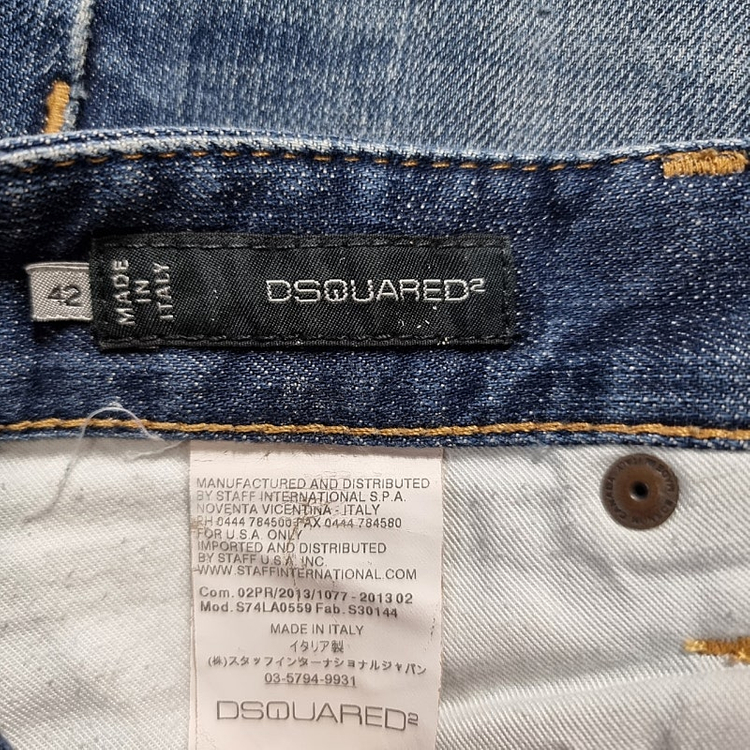 42
MADE
IN
ITALY
DSQUARED2
MANUFACTURED AND DISTRIBUTED
BY STAFF INTERNATIONAL S.P.A.
NOVENTA VICENTINA - ITALY
PH 0444 784500 FAX 0444 784580
FOR U.S.A. ONLY
IMPORTED AND DISTRIBUTED
BY STAFF U.S.A. INC.
WWW.STAFFINTERNATIONAL.COM
Com. 02PR/2013/1077 - 2013 02
Mod. S74LA0559 Fab. S30144
MADE IN ITALY
イタリア製
(株)スタッフインターナショナルジャパン
03-5794-9931
DSQUARED2